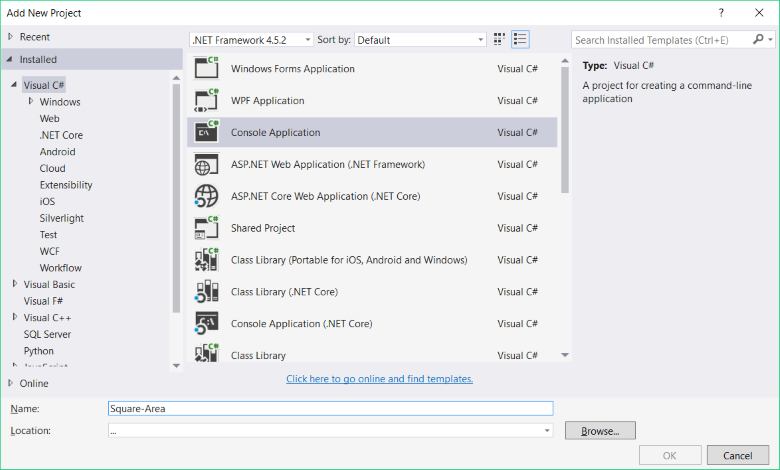 Add New Project
?
Recent
.NET Framework 4.5.2
Sort by:
Default
Search Installed Templates (Ctrl+E)
Installed
Visual C#
Windows
Web
.NET Core
Android
Cloud
Extensibility
iOS
Silverlight
Test
WCF
Workflow
Visual Basic
Visual F#
Visual C++
SQL Server
Python
JavaScript
Online
Windows Forms Application Visual C#
WPF Application Visual C#
Console Application Visual C#
ASP.NET Web Application (.NET Framework) Visual C#
ASP.NET Core Web Application (.NET Core) Visual C#
Shared Project Visual C#
Class Library (Portable for iOS, Android and Windows) Visual C#
Class Library (.NET Core) Visual C#
Console Application (.NET Core) Visual C#
Class Library Visual C#
Click here to go online and find templates.
Type: Visual C#
A project for creating a command-line
application
Name: Square-Area
Location: ...
Browse...
OK
Cancel